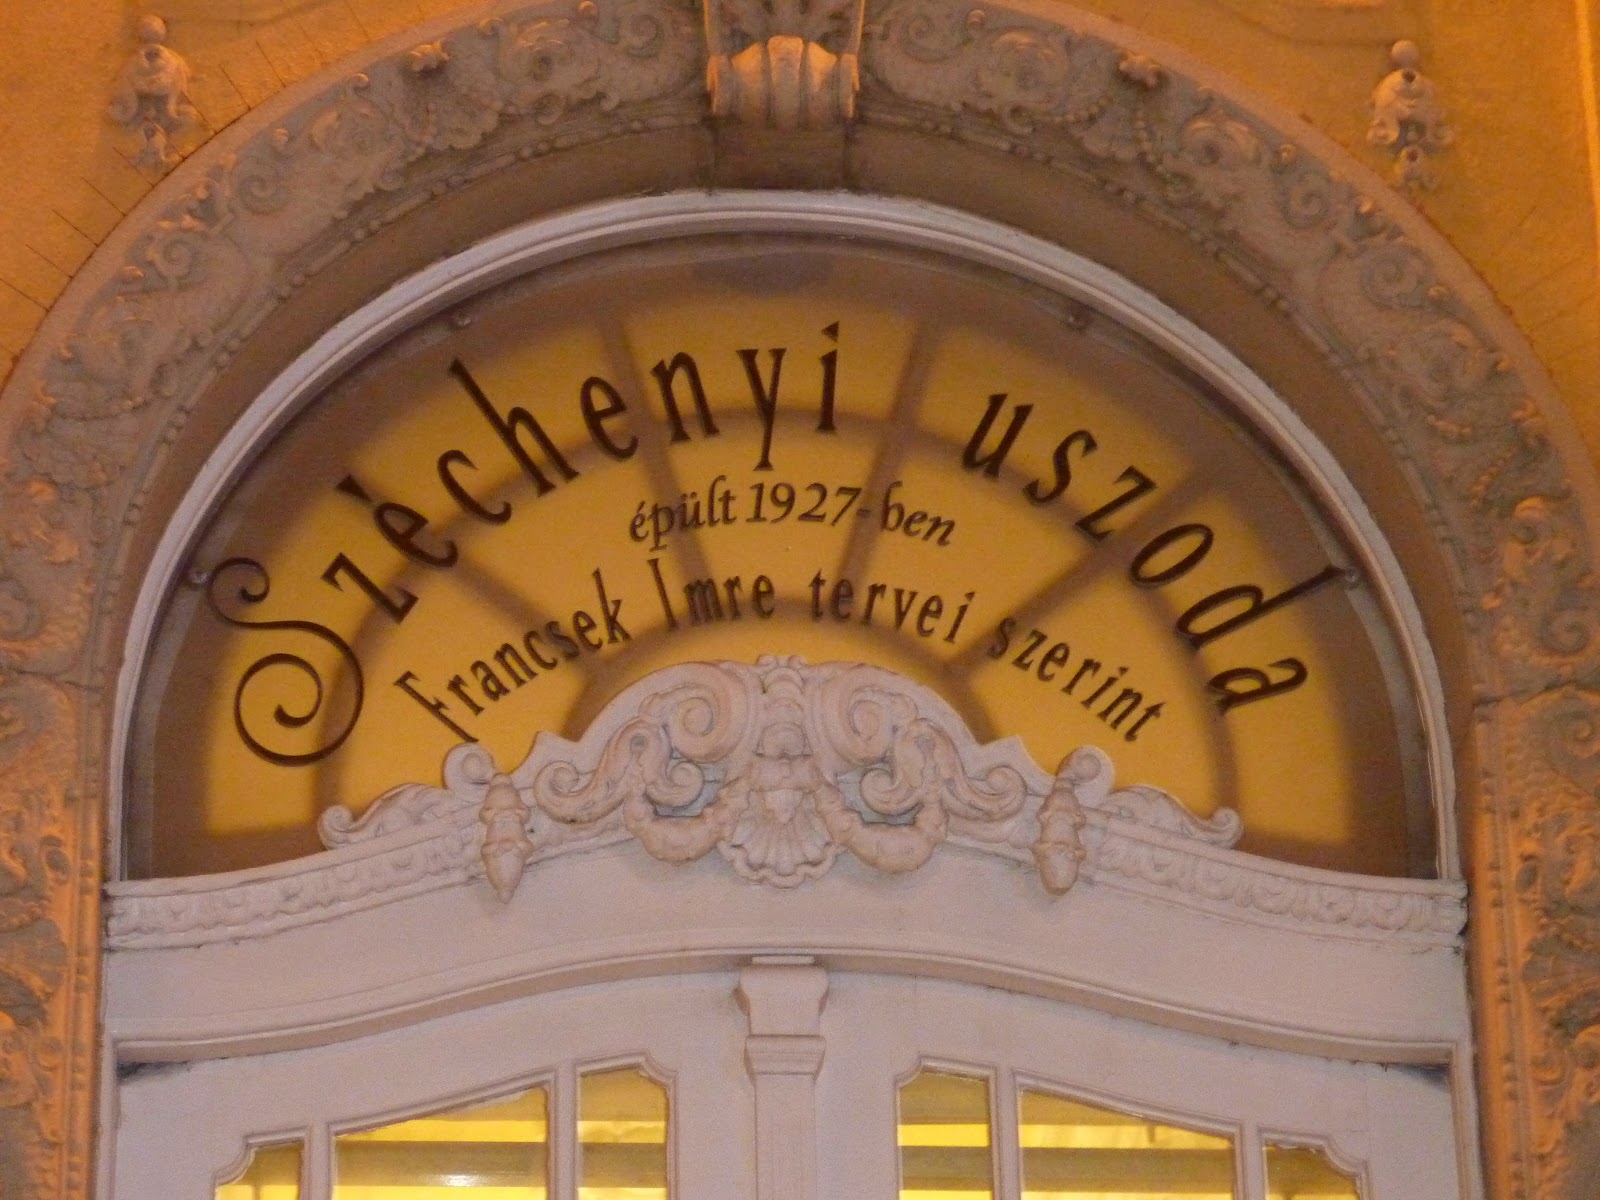 Széchenyi uszoda
épült 1927-ben
Francsek Imre tervei szerint